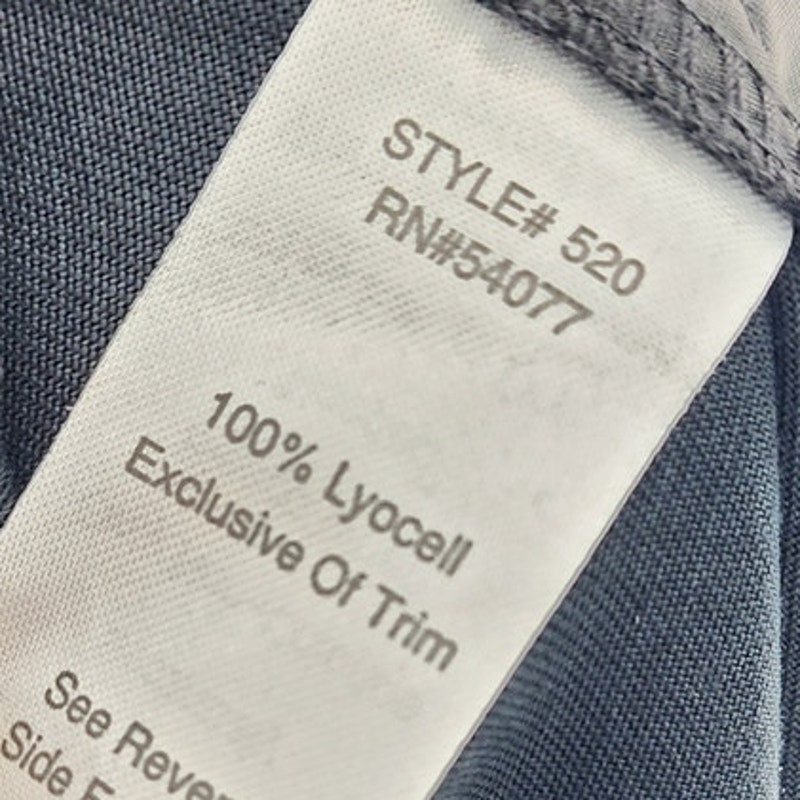 STYLE# 520
RN#54077
100% Lyocell
Exclusive Of Trim
See
Side